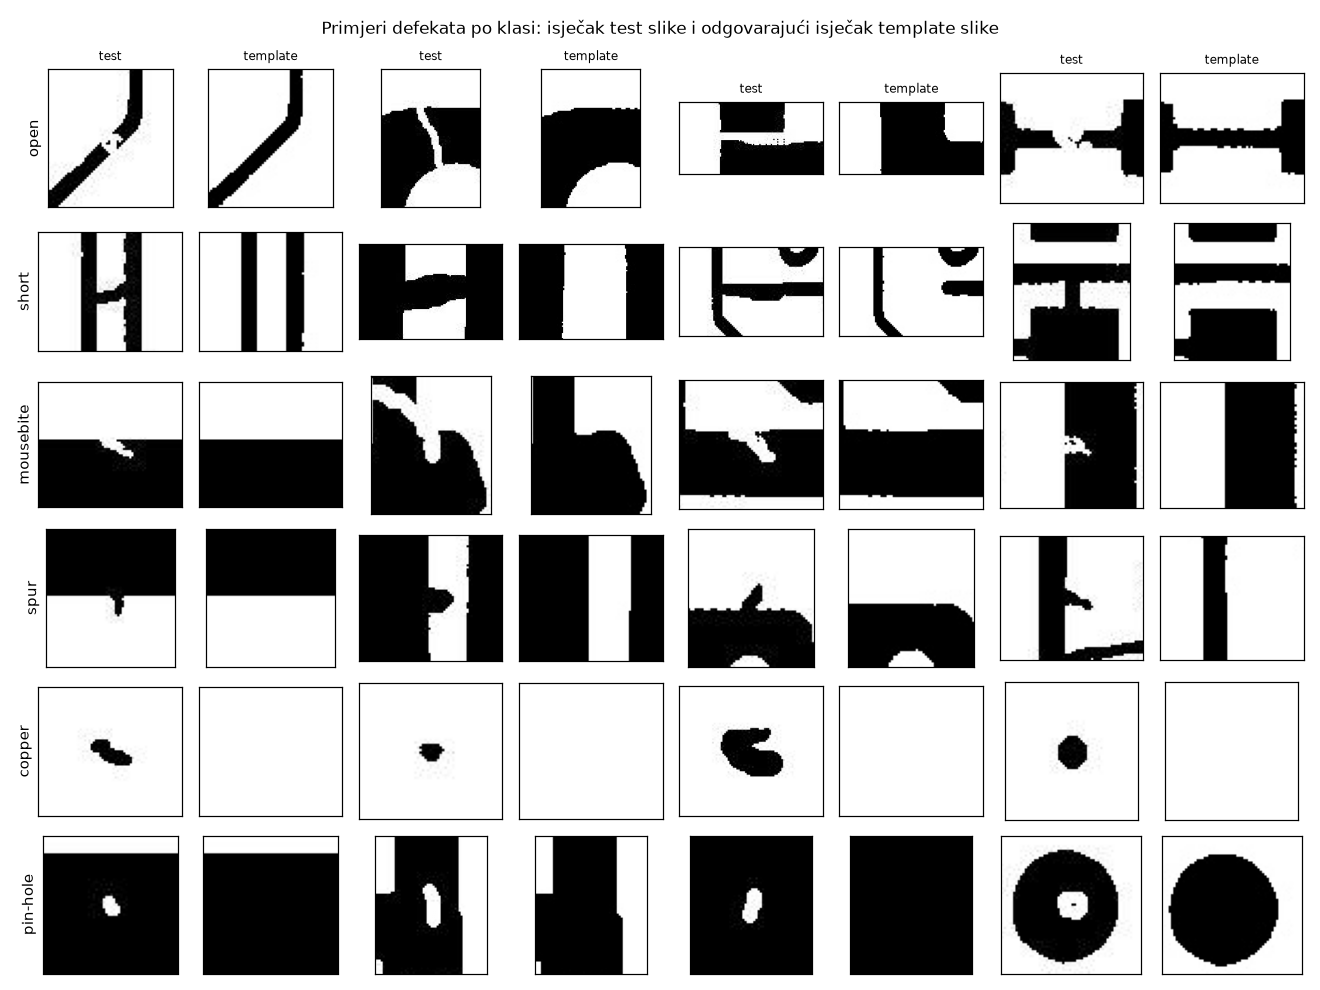 Primjeri defekata po klasi: isječak test slike i odgovarajući isječak template slike
test template test template test template test template
open
short
mousebite
spur
copper
pin-hole